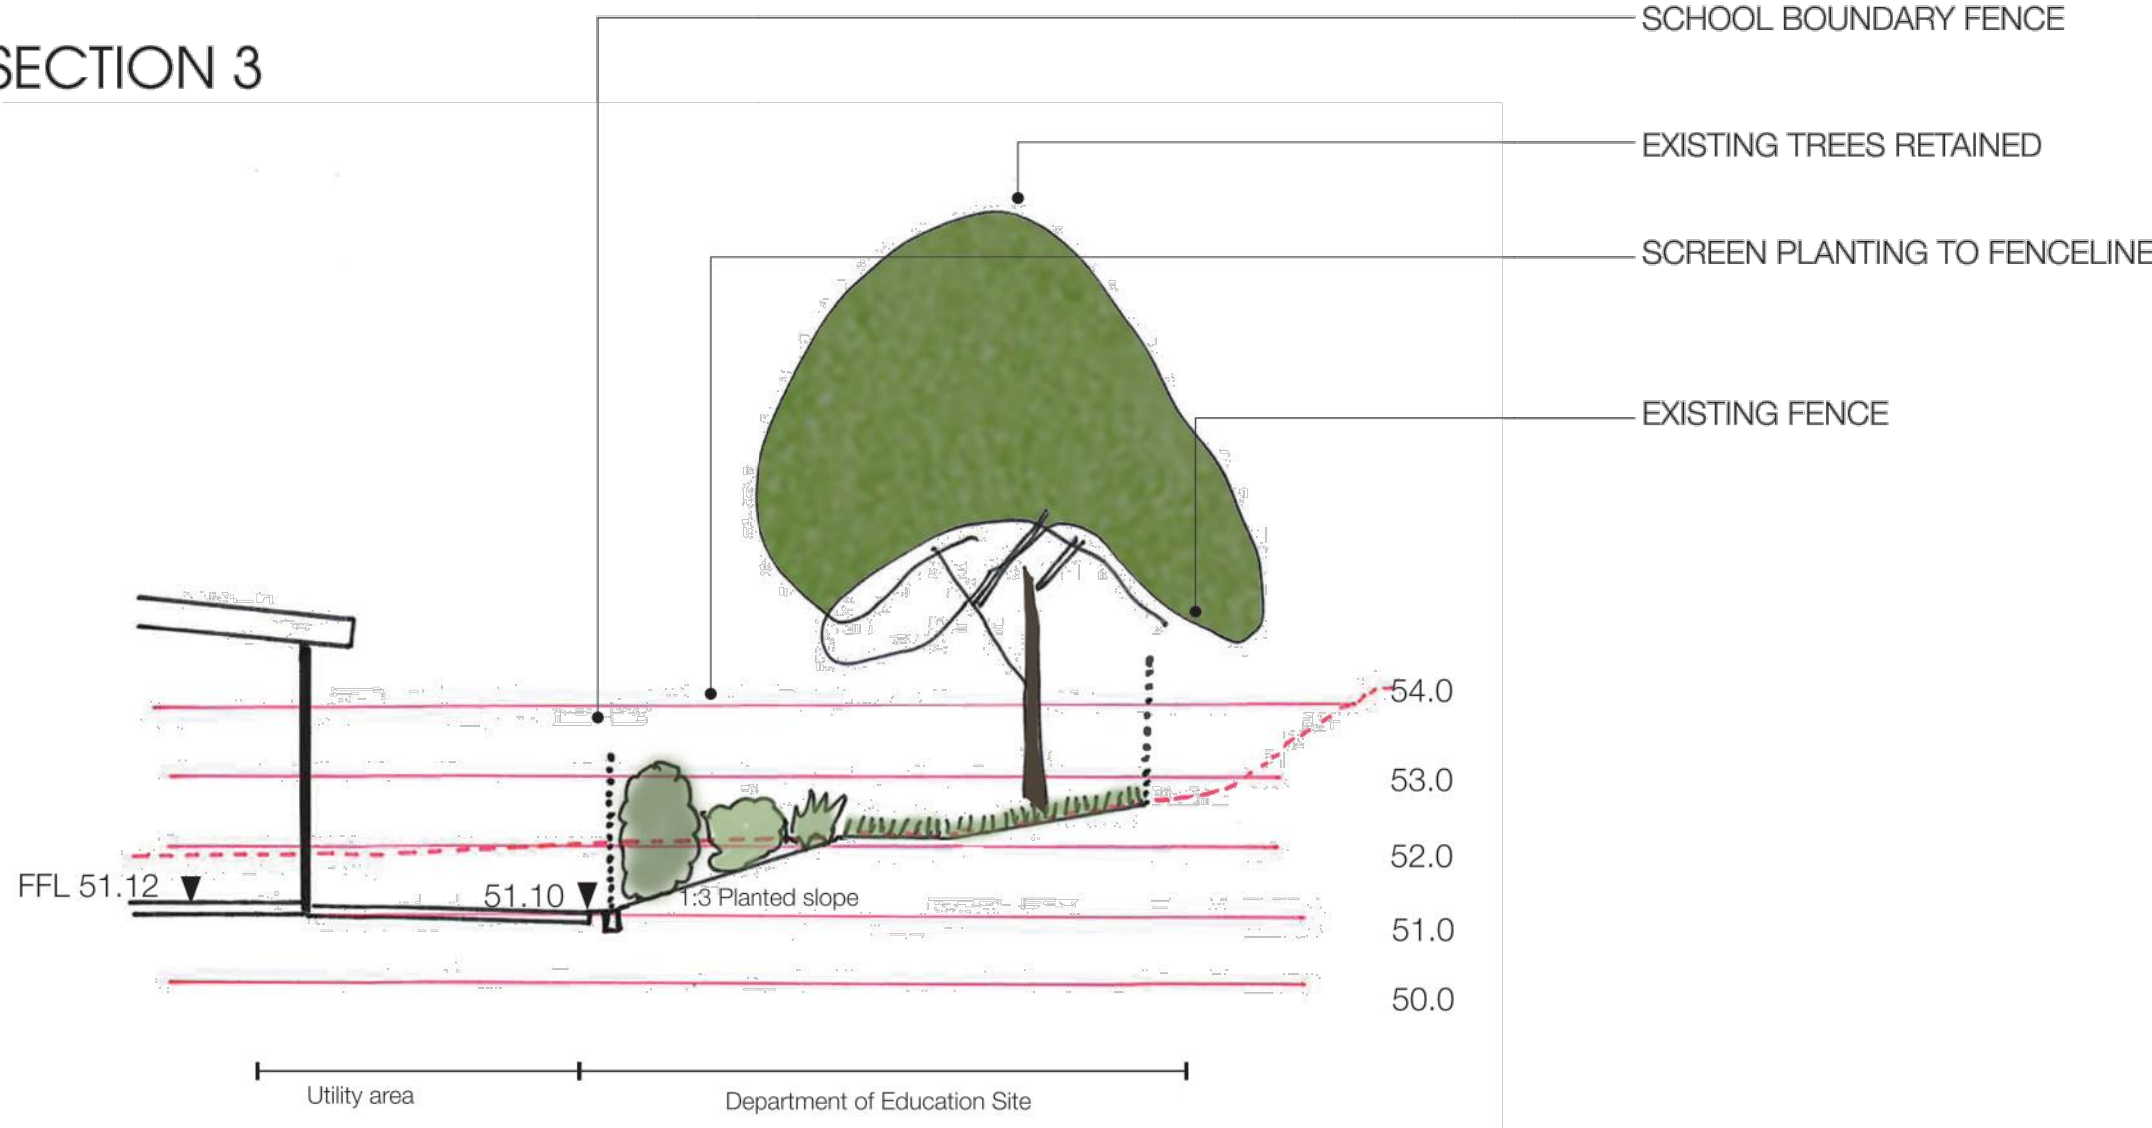 SCHOOL BOUNDARY FENCE
SECTION 3
EXISTING TREES RETAINED
SCREEN PLANTING TO FENCELINE
EXISTING FENCE
54.0
53.0
52.0
FFL 51.12
51.10
1:3 Planted slope
51.0
50.0
Utility area
Department of Education Site